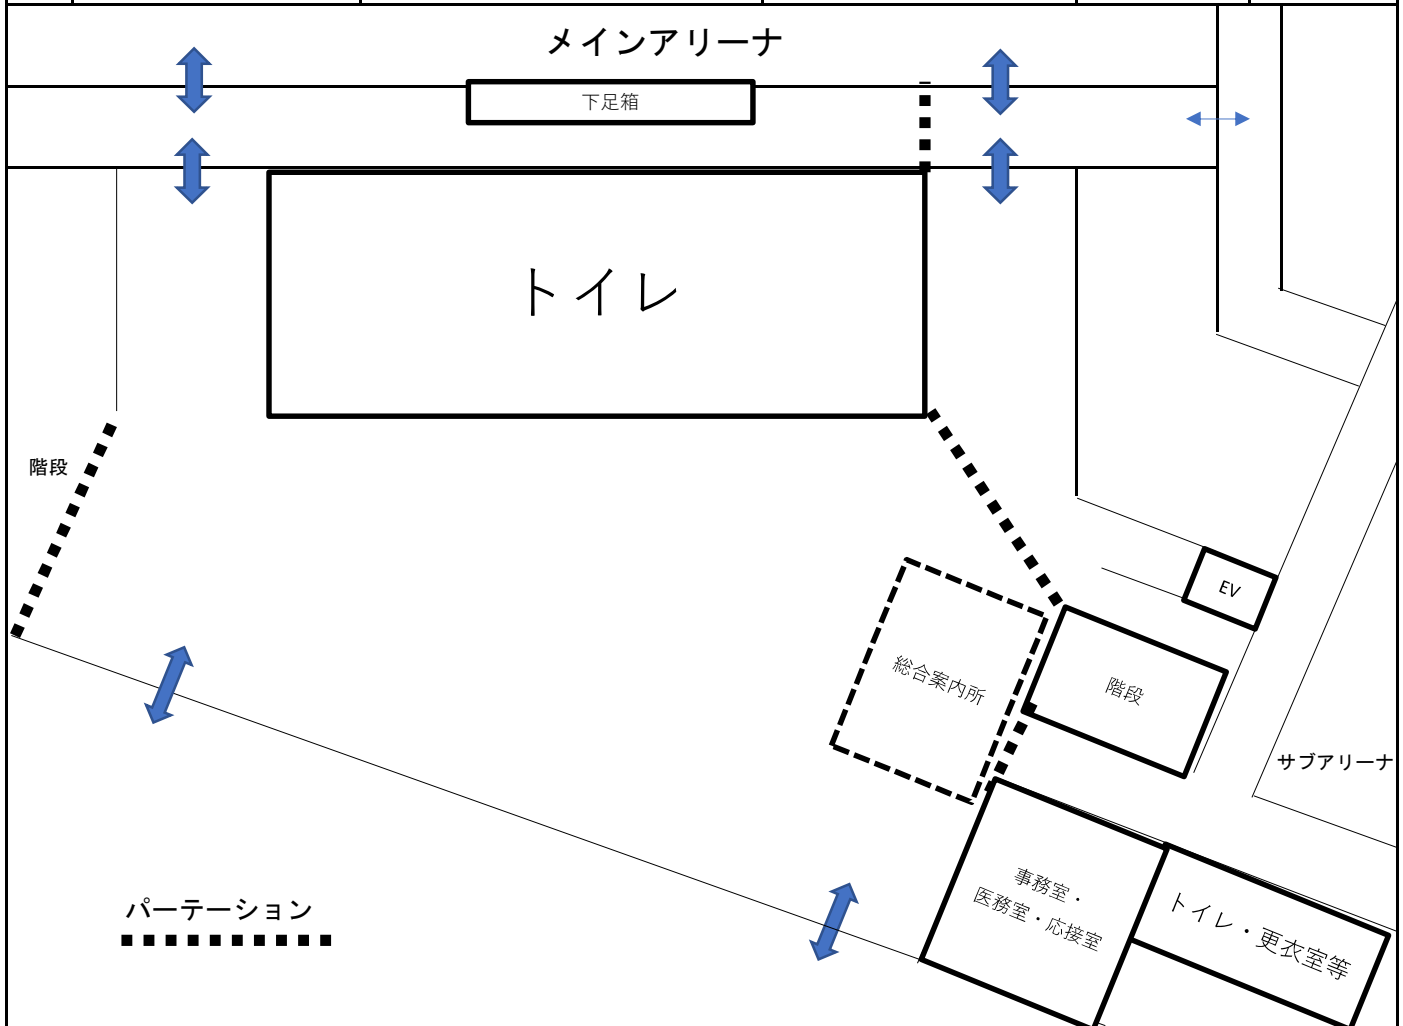 メインアリーナ
下足箱
トイレ
階段
EV
総合案内所
階段
サブアリーナ
事務室・
医務室・応接室
トイレ・更衣室等
パーテーション